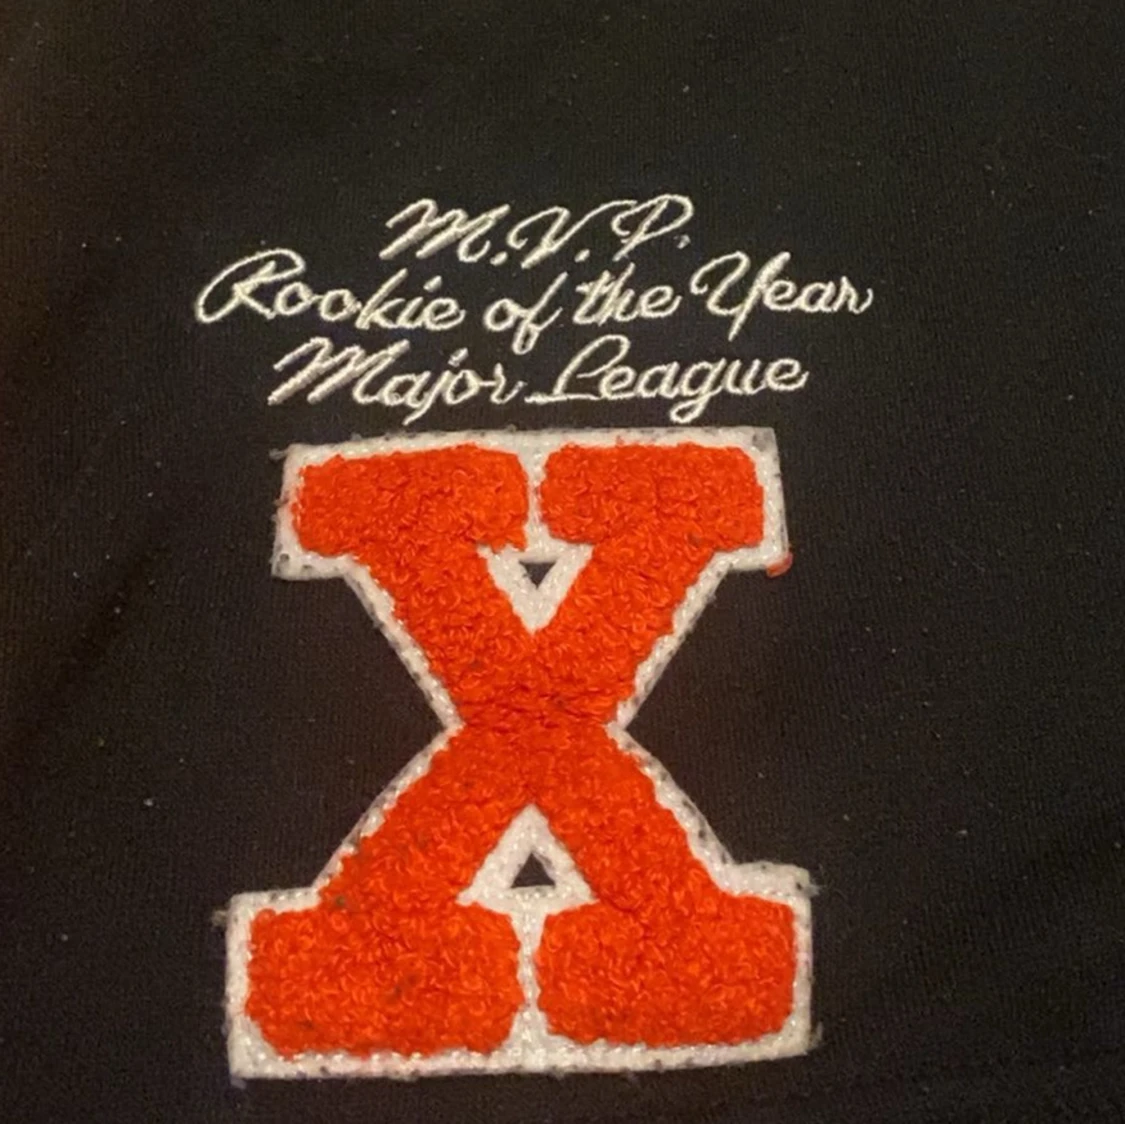 M.V.P.
Rookie of the Year
Major League
X